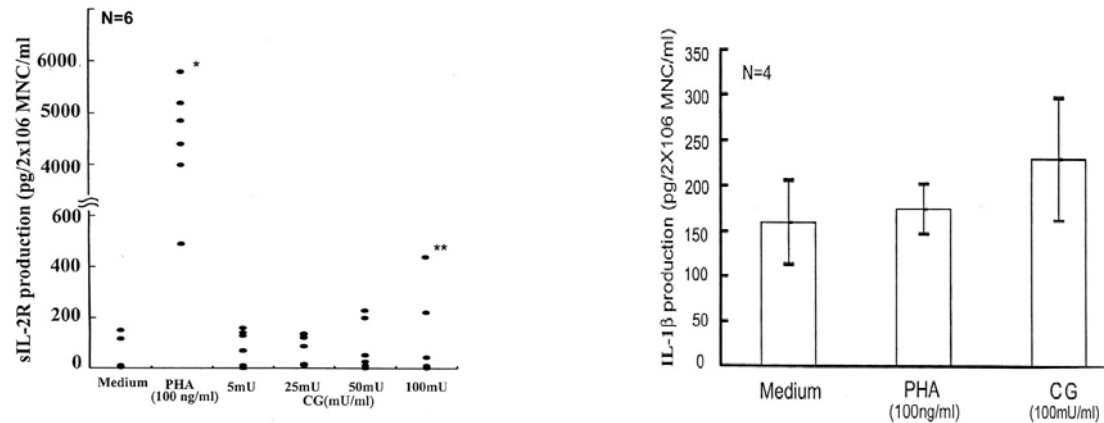 N=6
sIL-2R production (pg/2x106 MNC/ml)
6000
5000
4000
600
400
200
0
*
**
Medium
PHA
(100 ng/ml)
5mU
25mU
50mU
100mU
CG(mU/ml)
N=4
IL-1β production (pg/2X106 MNC/ml)
350
300
250
200
150
100
50
0
Medium
PHA
(100ng/ml)
CG
(100mU/ml)